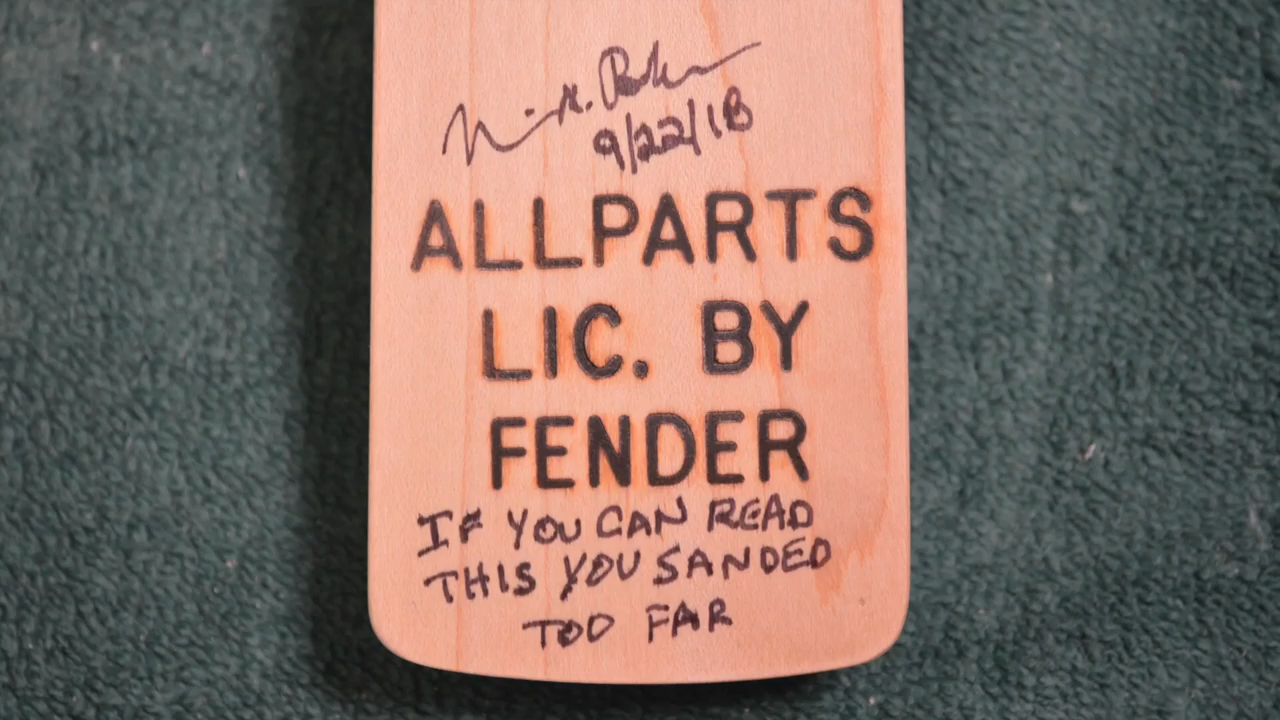 9/22/18
ALLPARTS
LIC. BY
FENDER
IF YOU CAN READ
THIS YOU SANDED
TOO FAR